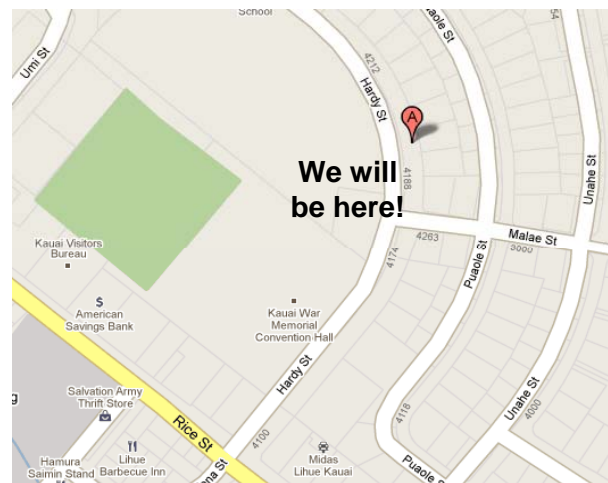 School
Umi St
4212
Hardy St
aole St
A
We will
be here!
4188
Unahe St
Malae St
4263
3000
4174
Puaole St
Kauai Visitors
Bureau
$
American
Savings Bank
Kauai War
Memorial
Convention Hall
Hardy St
Salvation Army
Thrift Store
g
Rice St
4118
Unahe St
4000
4100
Hamura
Saimin Stand
Lihue
Barbecue Inn
na St
Midas
Lihue Kauai
Puaole S